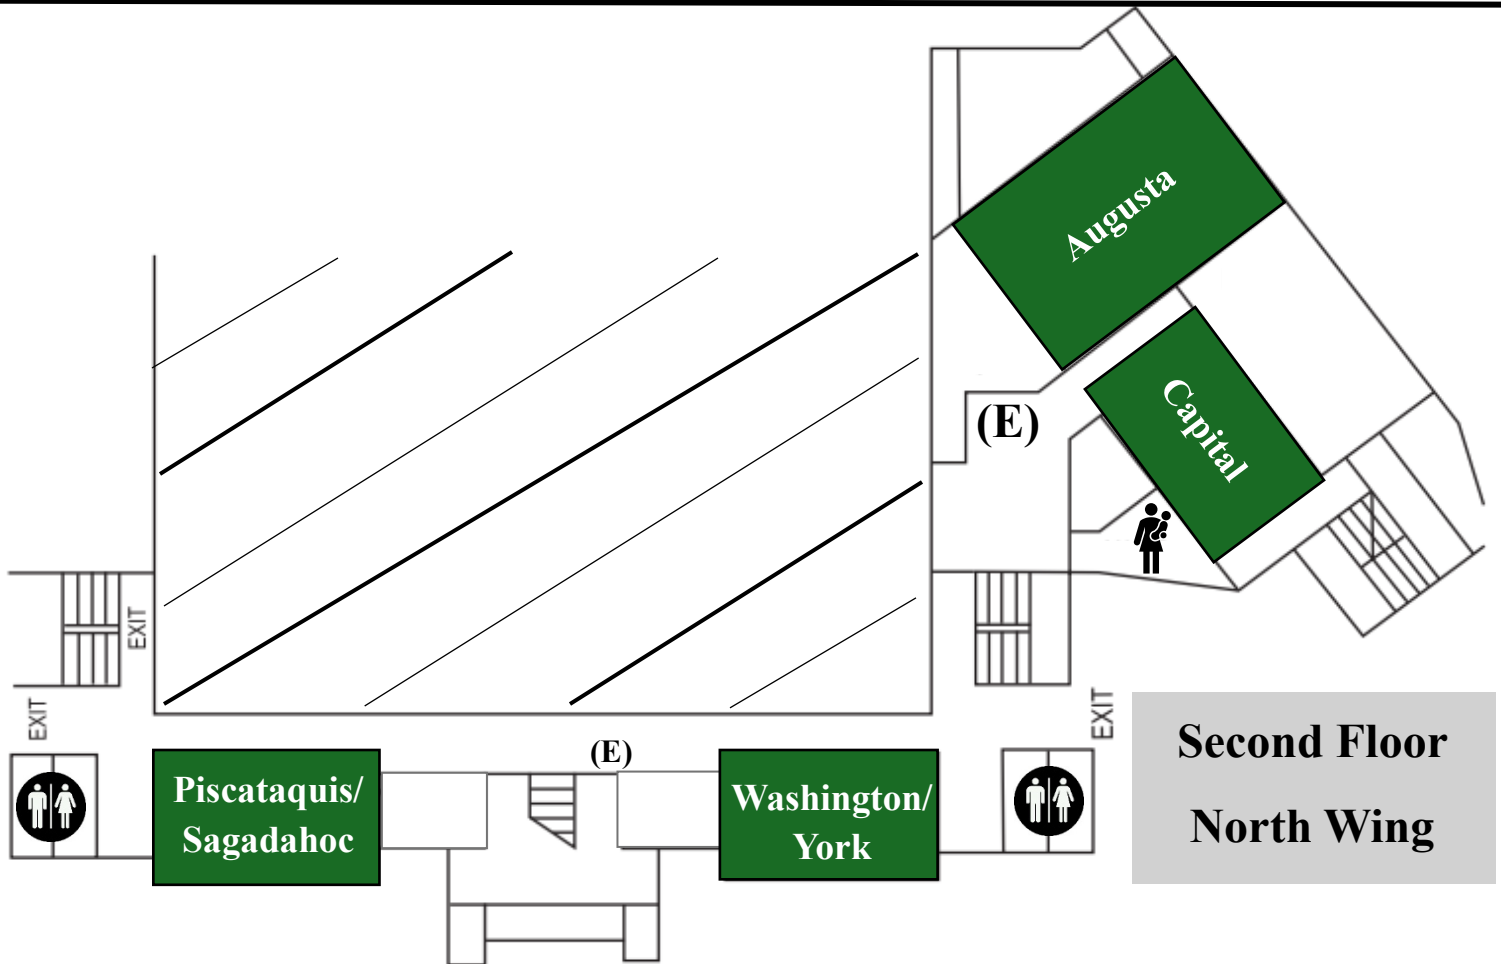 Augusta
(E)
Capital
EXIT
EXIT
EXIT
(E)
Piscataquis/
Sagadahoc
Washington/
York
Second Floor
North Wing